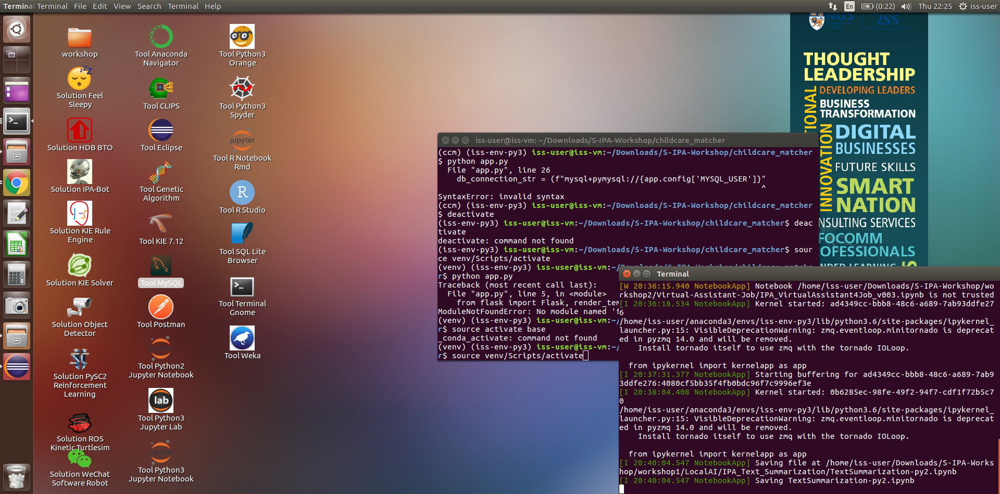 Terminal Terminal File Edit View Search Terminal Help
En (0:22) Thu 22:25 iss-user
workshop
Solution Feel
Sleepy
Solution HDB BTO
Solution IPA-Bot
Solution KIE Rule
Engine
Solution KIE Solver
Solution Object
Detector
Solution PySC2
Reinforcement
Learning
Solution ROS
Kinetic Turtlesim
Solution WeChat
Software Robot
Tool Anaconda
Navigator
Tool CLIPS
Tool Eclipse
Tool Genetic
Algorithm
Tool KIE 7.12
Tool MySQL
Tool Postman
Tool Python2
Jupyter Notebook
lab
Tool Python3
Jupyter Lab
Tool Python3
Jupyter Notebook
Tool Python3
Orange
Tool Python3
Spyder
jupyter
Tool R Notebook
Rmd
R
Tool R Studio
Tool SQL Lite
Browser
Tool Terminal
Gnome
Tool Weka
NUS ISS
THOUGHT
LEADERSHIP
DEVELOPING LEADERS
BUSINESS
TRANSFORMATION
TIONAL
INNOVATION
DIGITAL
BUSINESSES
FUTURE SKILLS
SMART
NATION
NSULTING SERVICES
FOCOMM
OFESSIONALS
NDED LEARNING
iss-user@iss-vm: ~/Downloads/S-IPA-Workshop/childcare_matcher
(ccm) (iss-env-py3) iss-user@iss-vm:~/Downloads/S-IPA-Workshop/childcare_matcher
$ python app.py
File "app.py", line 26
db_connection_str = (f"mysql+pymysql://{app.config['MYSQL_USER']}"
^
SyntaxError: invalid syntax
(ccm) (iss-env-py3) iss-user@iss-vm:~/Downloads/S-IPA-Workshop/childcare_matcher
$ deactivate
(iss-env-py3) iss-user@iss-vm:~/Downloads/S-IPA-Workshop/childcare_matcher$ deac
tivate
deactivate: command not found
(iss-env-py3) iss-user@iss-vm:~/Downloads/S-IPA-Workshop/childcare_matcher$ sour
ce venv/Scripts/activate
(venv) (iss-env-py3) iss-user@iss-vm:~/Downloads/S-IPA-Workshop/childcare_matche
r$ python app.py
Traceback (most recent call last):
File "app.py", line 5, in <module>
from flask import Flask, render_tem
ModuleNotFoundError: No module named 'f
(venv) (iss-env-py3) iss-user@iss-vm:~/
r$ source activate base
_conda_activate: command not found
(venv) (iss-env-py3) iss-user@iss-vm:~/
r$ source venv/Scripts/activate
Terminal
[W 20:36:15.940 NotebookApp] Notebook /home/iss-user/Downloads/S-IPA-Workshop/wo
rkshop2/Virtual-Assistant-Job/IPA_VirtualAssistant4Job_v003.ipynb is not trusted
[I 20:36:18.534 NotebookApp] Kernel started: ad4349cc-bbb8-48c6-a689-7ab93ddfe27
6
/home/iss-user/anaconda3/envs/iss-env-py3/lib/python3.6/site-packages/ipykernel_
launcher.py:15: VisibleDeprecationWarning: zmq.eventloop.minitornado is deprecat
ed in pyzmq 14.0 and will be removed.
Install tornado itself to use zmq with the tornado IOLoop.
from ipykernel import kernelapp as app
[I 20:37:31.377 NotebookApp] Starting buffering for ad4349cc-bbb8-48c6-a689-7ab9
3ddfe276:4080cf5bb35f4fb0bdc96f7c9996ef3e
[I 20:38:04.408 NotebookApp] Kernel started: 0b6285ec-98fe-49f2-94f7-cdf1f72b5c7
0
/home/iss-user/anaconda3/envs/iss-env-py3/lib/python3.6/site-packages/ipykernel_
launcher.py:15: VisibleDeprecationWarning: zmq.eventloop.minitornado is deprecat
ed in pyzmq 14.0 and will be removed.
Install tornado itself to use zmq with the tornado IOLoop.
from ipykernel import kernelapp as app
[I 20:40:04.547 NotebookApp] Saving file at /home/iss-user/Downloads/S-IPA-Works
hop/workshop1/LocalAI/IPA_Text_Summarization/TextSummarization-py2.ipynb
[I 20:40:04.547 NotebookApp] Saving TextSummarization-py2.ipynb